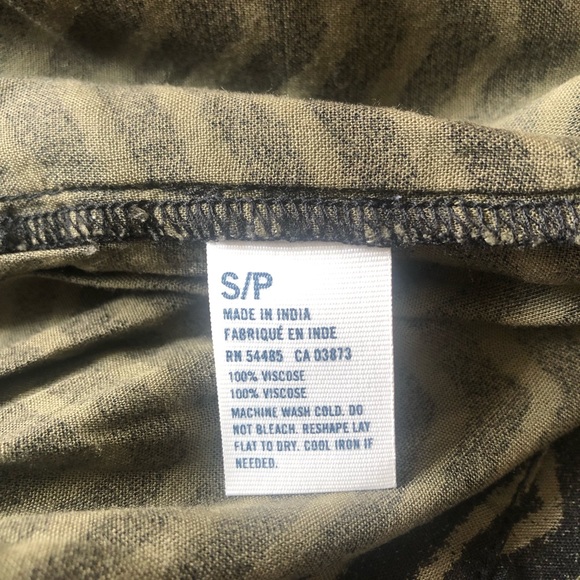 S/P
MADE IN INDIA
FABRIQUÉ EN INDE
RN 54485 CA 03873
100% VISCOSE
100% VISCOSE
MACHINE WASH COLD. DO
NOT BLEACH. RESHAPE LAY
FLAT TO DRY. COOL IRON IF
NEEDED.